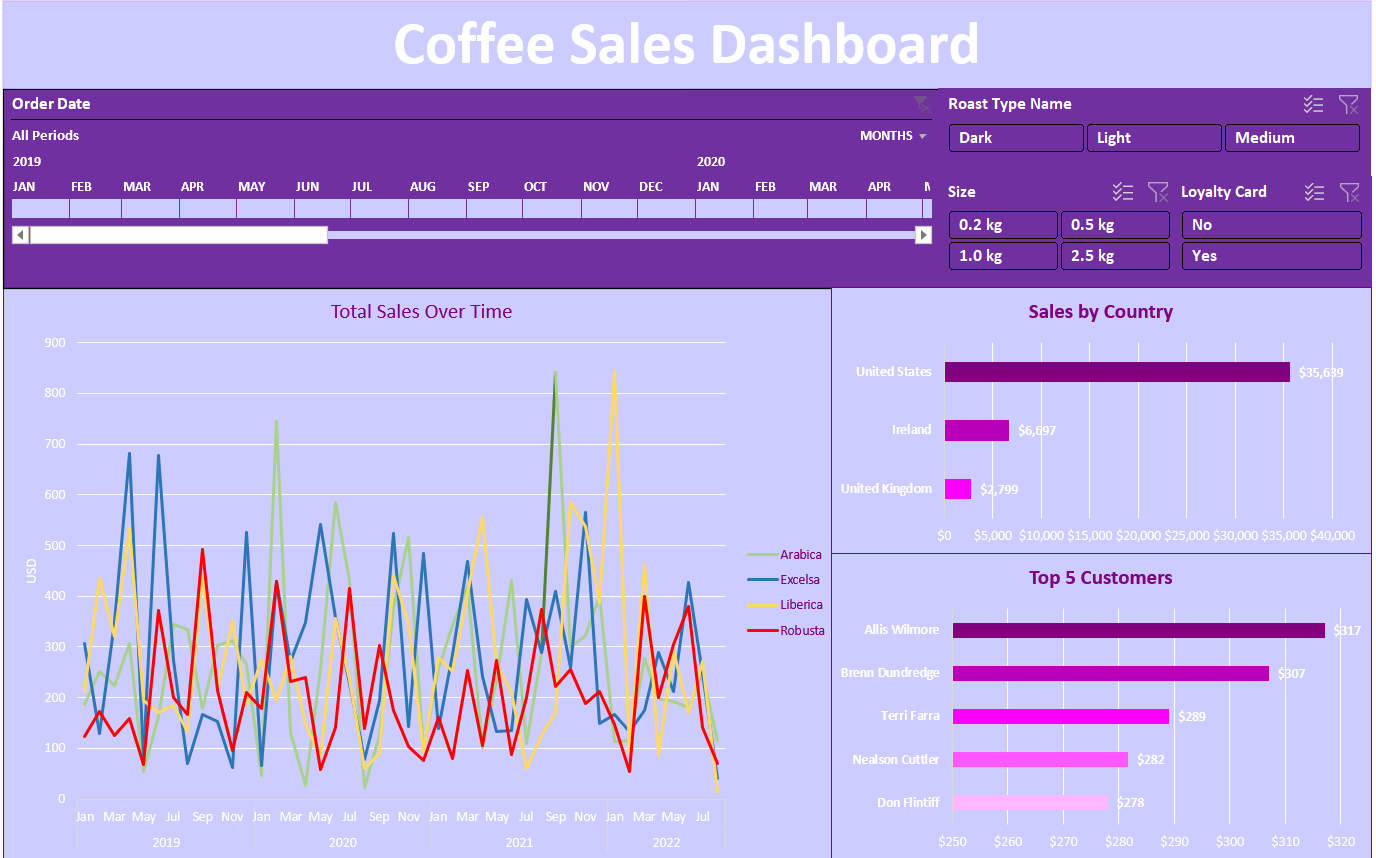 Coffee Sales Dashboard
Order Date
All Periods
MONTHS
2019 2020
JAN FEB MAR APR MAY JUN JUL AUG SEP OCT NOV DEC JAN FEB MAR APR
Roast Type Name
Dark Light Medium
Size
0.2 kg 0.5 kg
1.0 kg 2.5 kg
Loyalty Card
No
Yes
Total Sales Over Time
900
800
700
600
500
400
300
200
100
0
USD
Jan Mar May Jul Sep Nov Jan Mar May Jul Sep Nov Jan Mar May Jul Sep Nov Jan Mar May Jul
2019 2020 2021 2022
Arabica
Excelsa
Liberica
Robusta
Sales by Country
United States $35,639
Ireland $6,697
United Kingdom $2,799
$0 $5,000 $10,000 $15,000 $20,000 $25,000 $30,000 $35,000 $40,000
Top 5 Customers
Allis Wilmore $317
Brenn Dundredge $307
Terri Farra $289
Nealson Cuttler $282
Don Flintiff $278
$250 $260 $270 $280 $290 $300 $310 $320